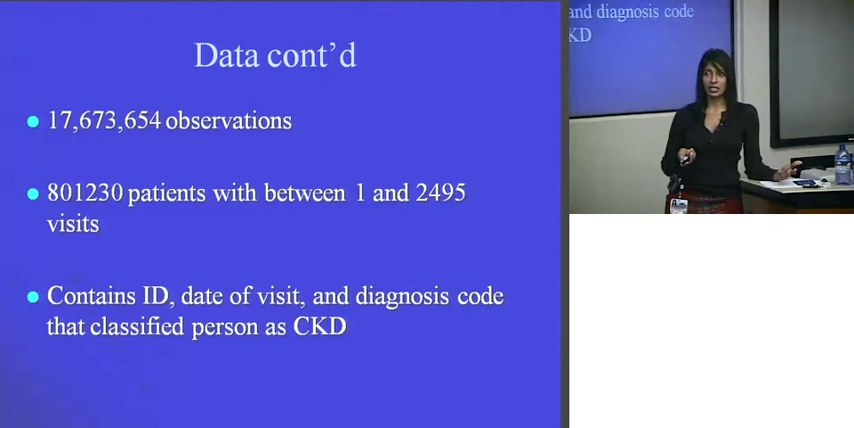 Data cont'd
17,673,654 observations
801230 patients with between 1 and 2495
visits
Contains ID, date of visit, and diagnosis code
that classified person as CKD
and diagnosis code
KD